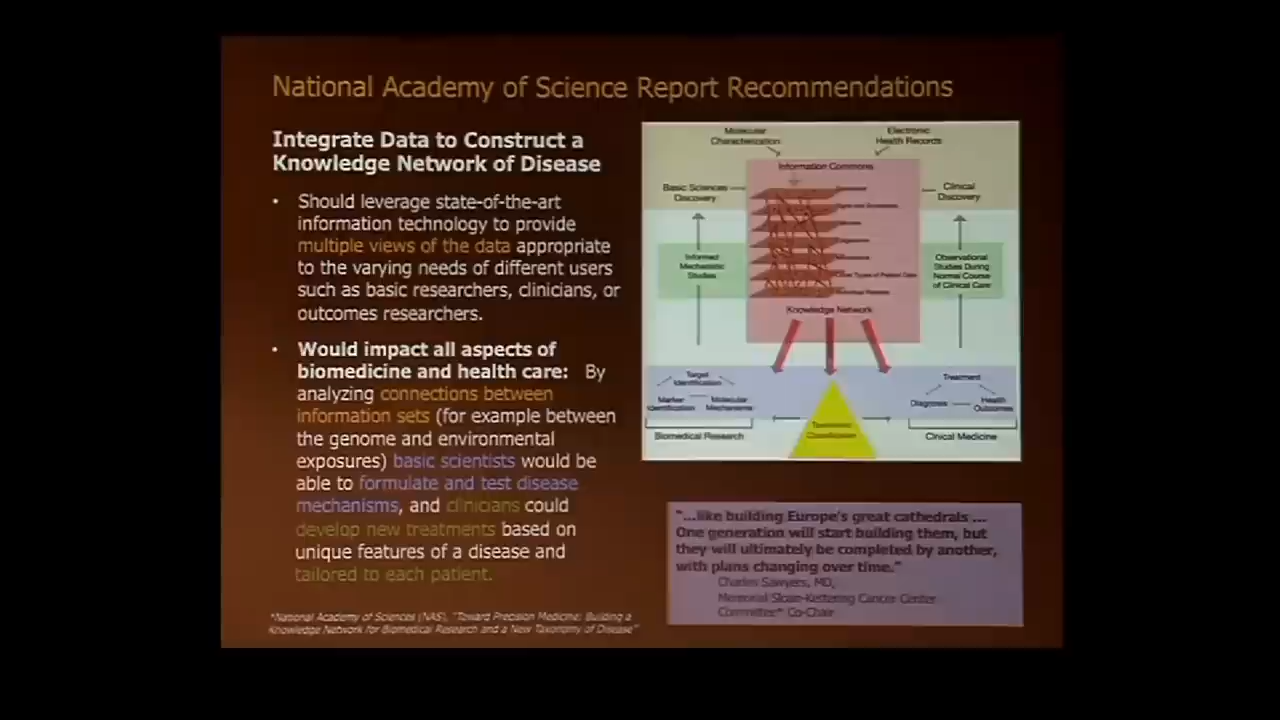 National Academy of Science Report Recommendations
Integrate Data to Construct a
Knowledge Network of Disease
• Should leverage state-of-the-art
information technology to provide
multiple views of the data appropriate
to the varying needs of different users
such as basic researchers, clinicians, or
outcomes researchers.
• Would impact all aspects of
biomedicine and health care: By
analyzing connections between
information sets (for example between
the genome and environmental
exposures) basic scientists would be
able to formulate and test disease
mechanisms, and clinicians could
develop new treatments based on
unique features of a disease and
tailored to each patient.
*National Academy of Sciences (NAS), "Toward Precision Medicine: Building a
Knowledge Network for Biomedical Research and a New Taxonomy of Disease"
Molecular
Characterization
Electronic
Health Records
Information Commons
Basic Sciences
Discovery
Clinical
Discovery
Informed
Mechanistic
Studies
Observational
Studies During
Normal Course
of Clinical Care
Knowledge Network
Target
Identification
Marker
Identification
Molecular
Mechanisms
Biomedical Research
Taxonomic
Classification
Treatment
Diagnosis
Health
Outcomes
Clinical Medicine
"...like building Europe's great cathedrals ...
One generation will start building them, but
they will ultimately be completed by another,
with plans changing over time."
Charles Sawyers, MD,
Memorial Sloan-Kettering Cancer Center
Committee* Co-Chair